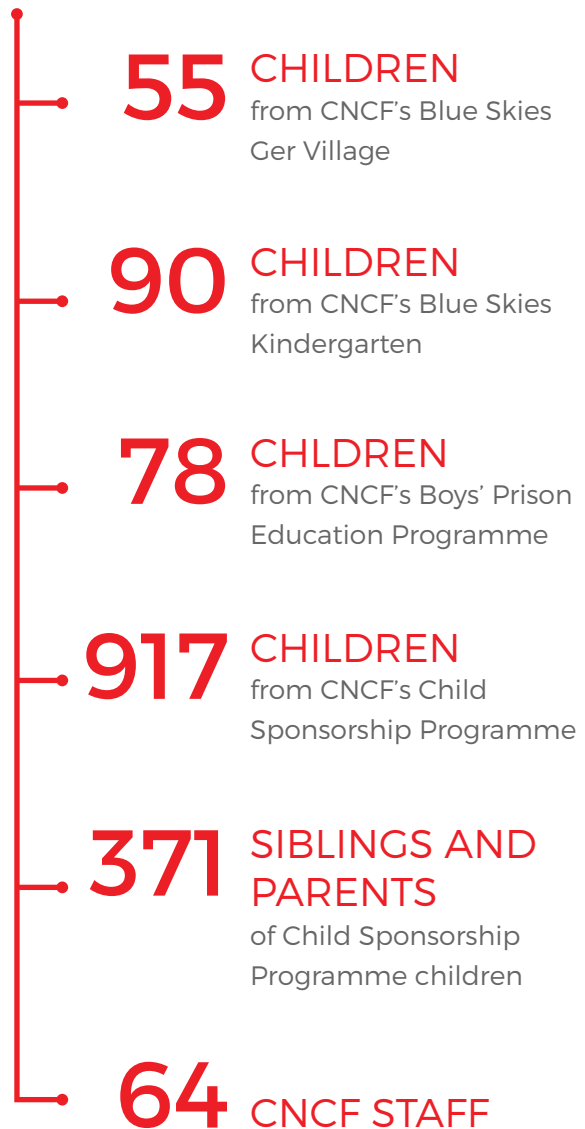 55 CHILDREN
from CNCF’s Blue Skies
Ger Village
90 CHILDREN
from CNCF’s Blue Skies
Kindergarten
78 CHLDREN
from CNCF’s Boys’ Prison
Education Programme
917 CHILDREN
from CNCF’s Child
Sponsorship Programme
371 SIBLINGS AND
PARENTS
of Child Sponsorship
Programme children
64 CNCF STAFF